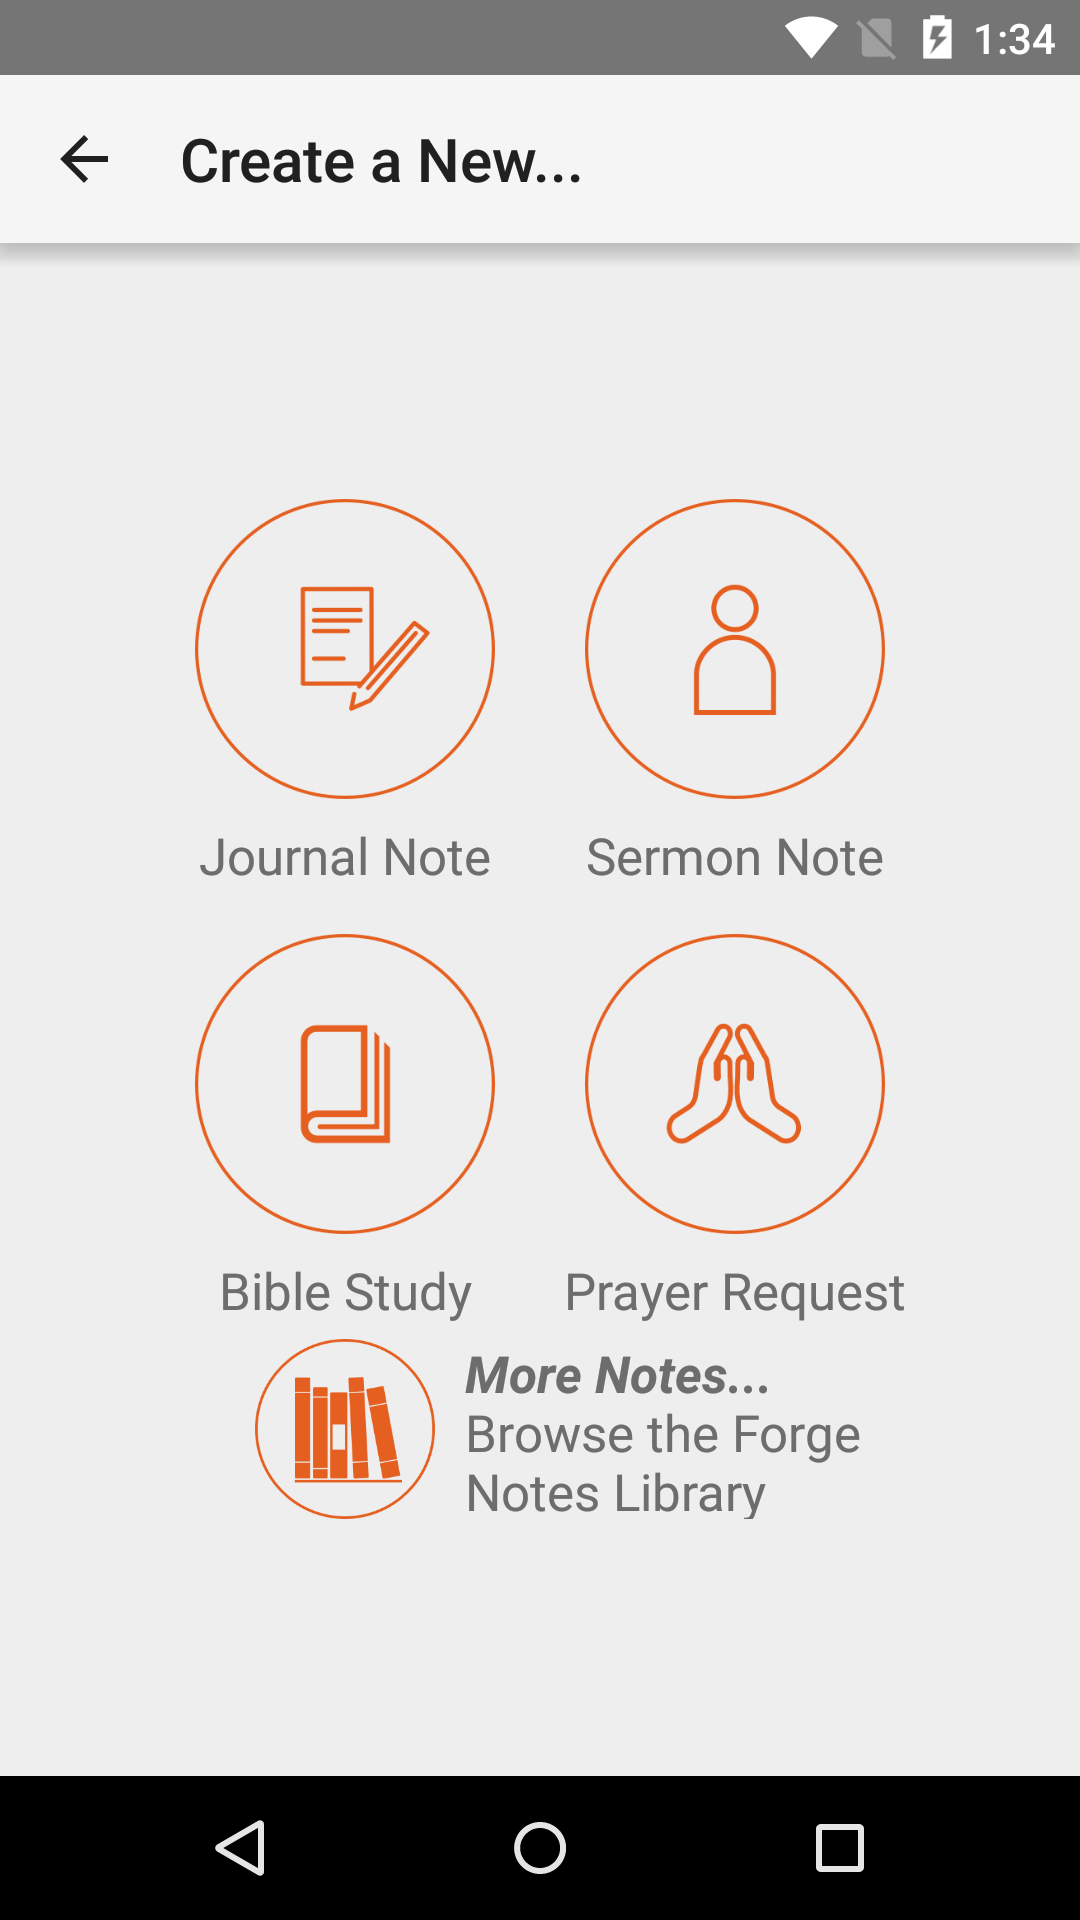 1:34
Create a New...
Journal Note
Sermon Note
Bible Study
Prayer Request
More Notes...
Browse the Forge
Notes Library